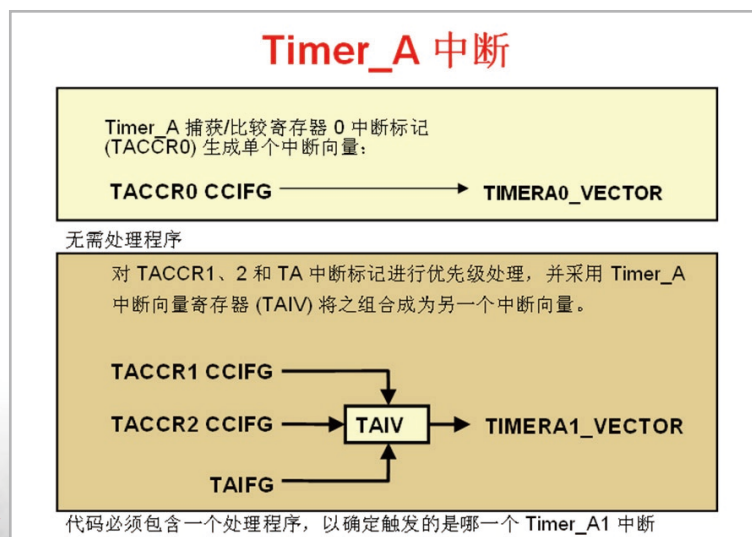 Timer_A 中断
Timer_A 捕获/比较寄存器 0 中断标记
(TACCR0) 生成单个中断向量：
TACCR0 CCIFG
TIMERA0_VECTOR
无需处理程序
对 TACCR1、2 和 TA 中断标记进行优先级处理，并采用 Timer_A
中断向量寄存器 (TAIV) 将之组合成为另一个中断向量。
TACCR1 CCIFG
TACCR2 CCIFG
TAIV
TIMERA1_VECTOR
TAIFG
代码必须包含一个处理程序，以确定触发的是哪一个 Timer_A1 中断